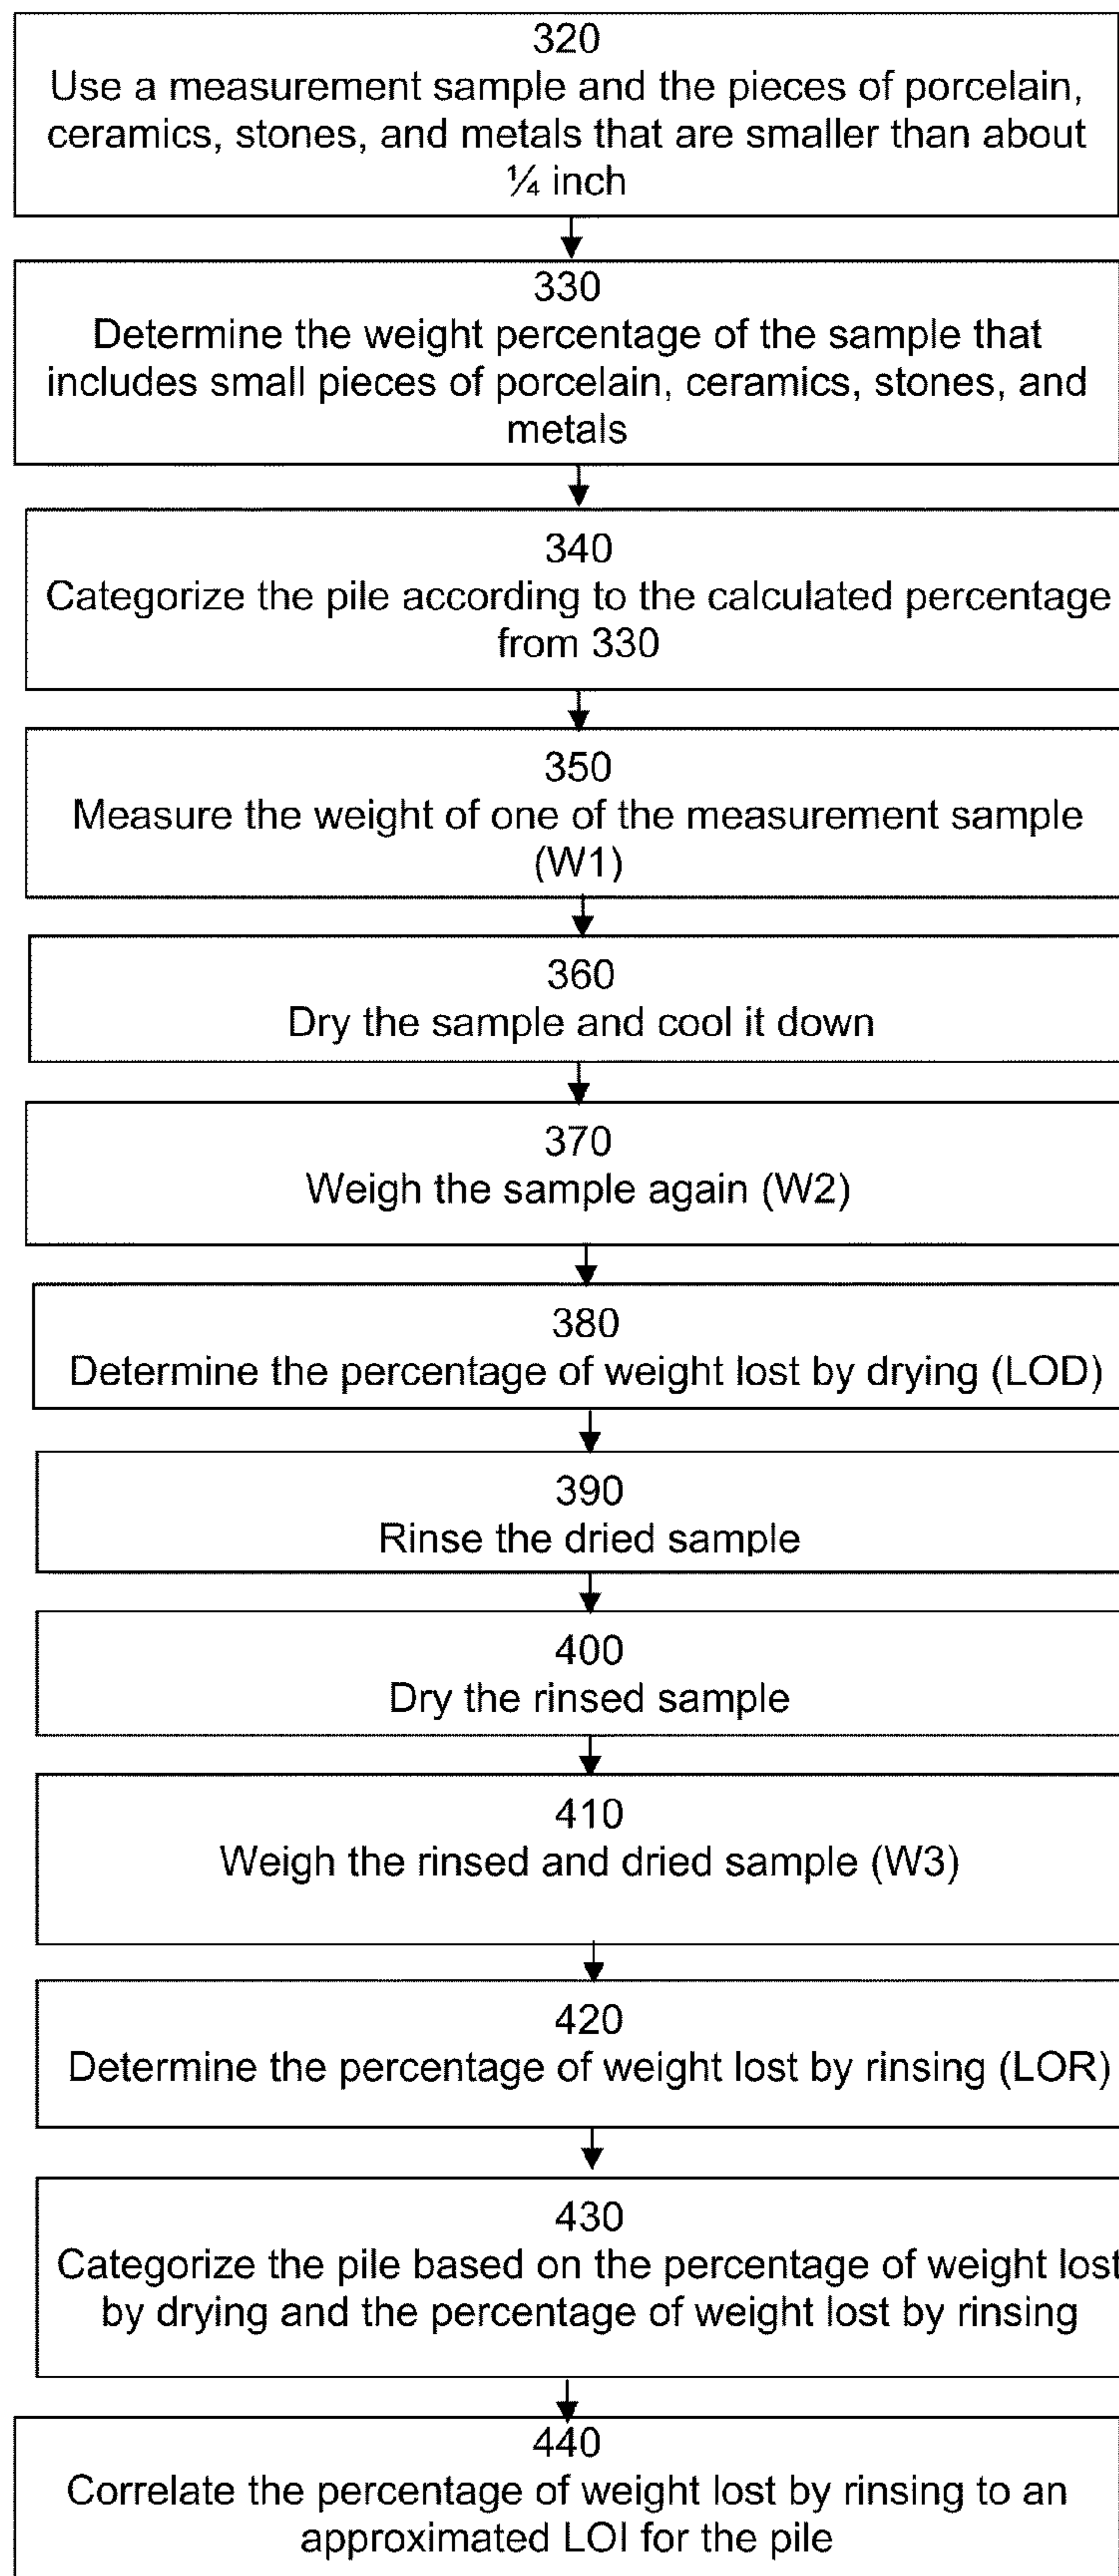 320
Use a measurement sample and the pieces of porcelain,
ceramics, stones, and metals that are smaller than about
¼ inch
330
Determine the weight percentage of the sample that
includes small pieces of porcelain, ceramics, stones, and
metals
340
Categorize the pile according to the calculated percentage
from 330
350
Measure the weight of one of the measurement sample
(W1)
360
Dry the sample and cool it down
370
Weigh the sample again (W2)
380
Determine the percentage of weight lost by drying (LOD)
390
Rinse the dried sample
400
Dry the rinsed sample
410
Weigh the rinsed and dried sample (W3)
420
Determine the percentage of weight lost by rinsing (LOR)
430
Categorize the pile based on the percentage of weight lost
by drying and the percentage of weight lost by rinsing
440
Correlate the percentage of weight lost by rinsing to an
approximated LOI for the pile